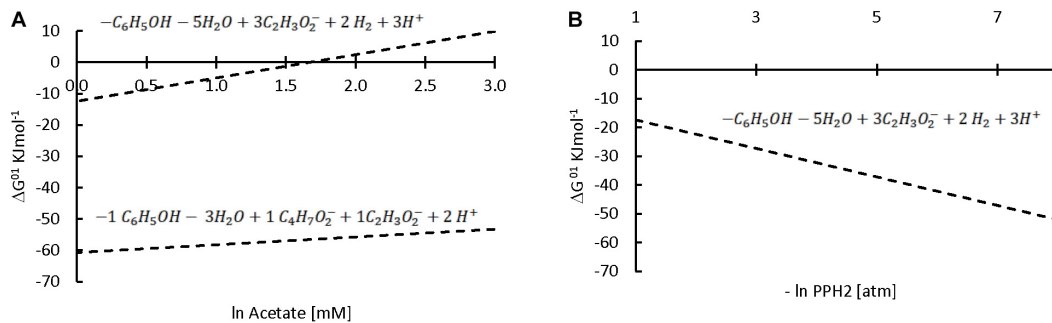 A
−C₆H₅OH − 5H₂O + 3C₂H₃O₂⁻ + 2 H₂ + 3H⁺
10
0
-10
-20
-30
-40
-50
-60
-70
0.0 0.5 1.0 1.5 2.0 2.5 3.0
ΔG⁰¹ KJmol⁻¹
−1 C₆H₅OH − 3H₂O + 1 C₄H₇O₂⁻ + 1C₂H₃O₂⁻ + 2 H⁺
ln Acetate [mM]
B
1 3 5 7
10
0
-10
-20
-30
-40
-50
-60
-70
ΔG ⁰¹ KJmol⁻¹
−C₆H₅OH − 5H₂O + 3C₂H₃O₂⁻ + 2 H₂ + 3H⁺
- ln PPH2 [atm]